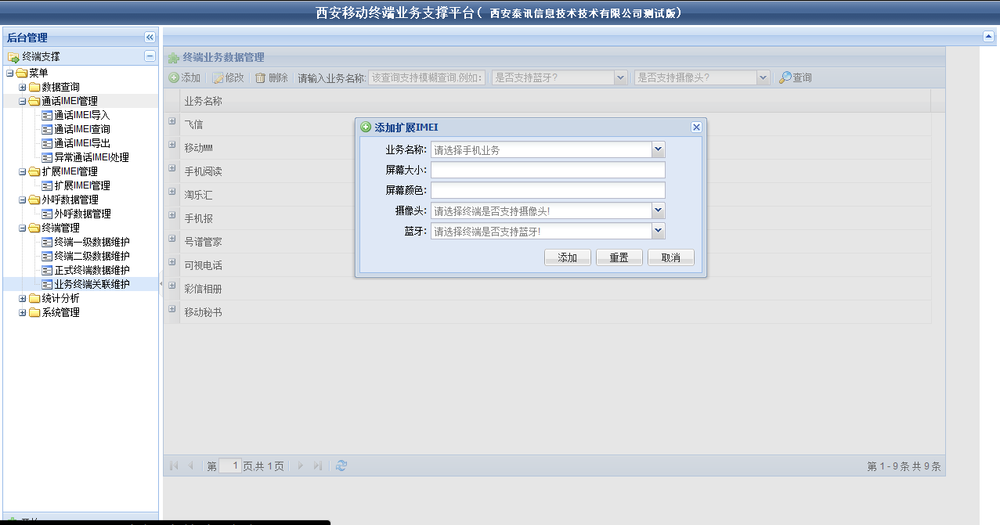 西安移动终端业务支撑平台( 西安泰讯信息技术技术有限公司测试版)
后台管理
终端支撑
菜单
数据查询
通话IMEI管理
通话IMEI导入
通话IMEI查询
通话IMEI导出
异常通话IMEI处理
扩展IMEI管理
扩展IMEI管理
外呼数据管理
外呼数据管理
终端管理
终端一级数据维护
终端二级数据维护
正式终端数据维护
业务终端关联维护
统计分析
系统管理
终端业务数据管理
添加 修改 删除 请输入业务名称: 该查询支持模糊查询,例如: 是否支持蓝牙? 是否支持摄像头? 查询
业务名称
飞信
移动MM
手机阅读
淘乐汇
手机报
号谱管家
可视电话
彩信相册
移动秘书
添加扩展IMEI
业务名称: 请选择手机业务
屏幕大小:
屏幕颜色:
摄像头: 请选择终端是否支持摄像头!
蓝牙: 请选择终端是否支持蓝牙!
添加 重置 取消
第 1 页,共 1 页
第 1 - 9 条 共 9 条